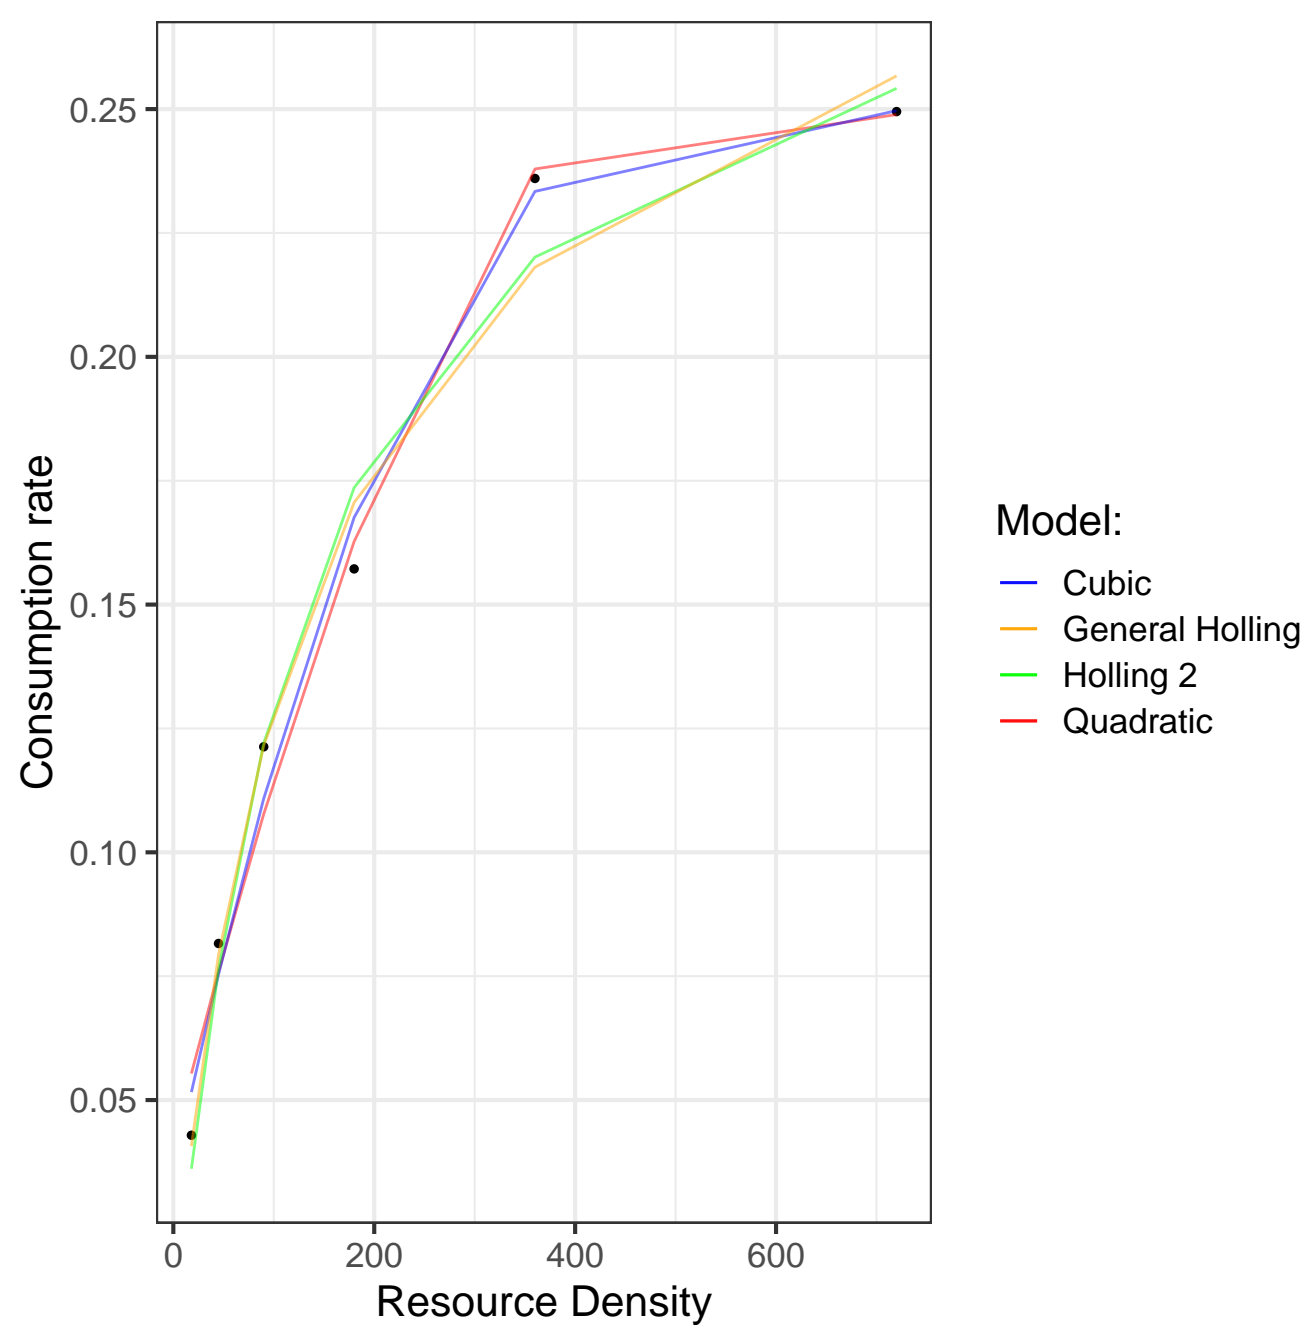 0.25
0.20
0.15
0.10
0.05
Consumption rate
0 200 400 600
Resource Density
Model:
Cubic
General Holling
Holling 2
Quadratic